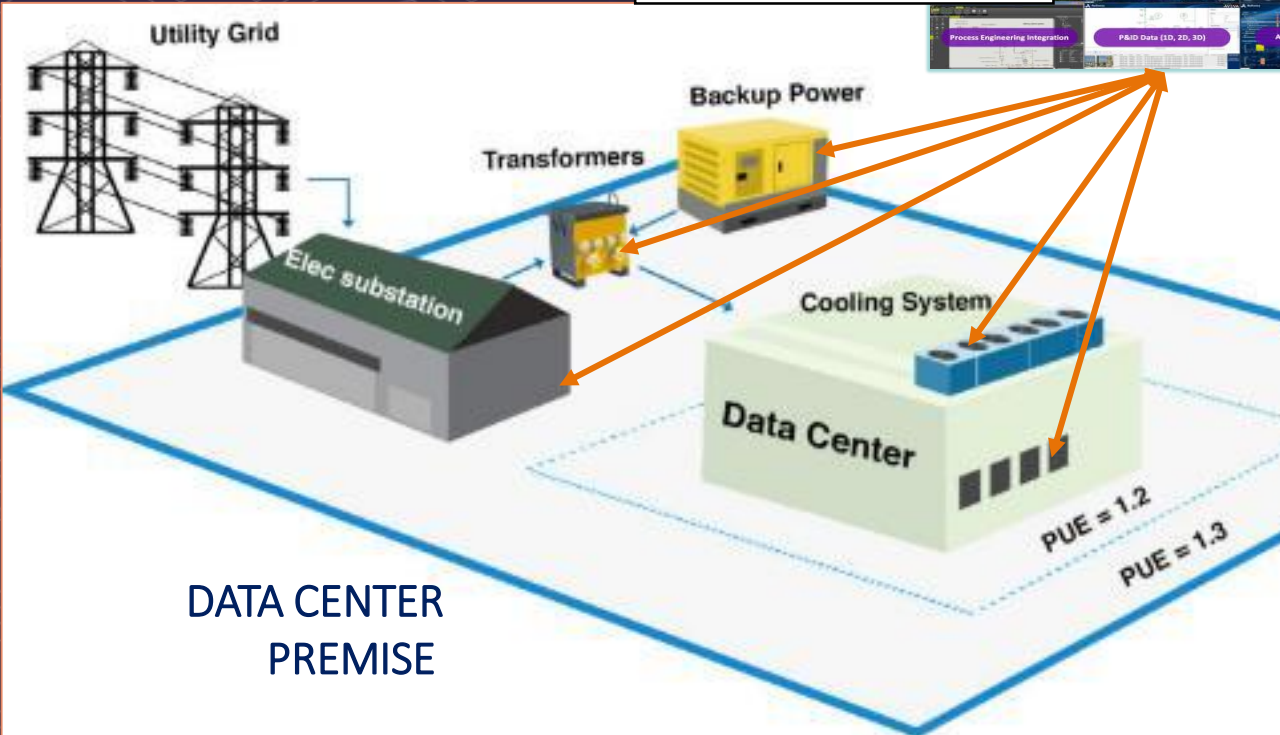 Process Engineering Integration
P&ID Data (1D, 2D, 3D)
Utility Grid
Backup Power
Transformers
Elec substation
Cooling System
Data Center
PUE = 1.2
PUE = 1.3
DATA CENTER
PREMISE